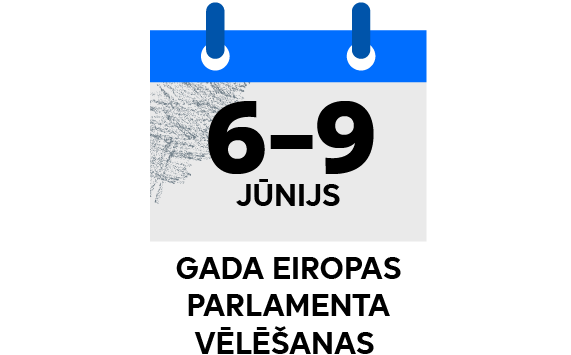 6–9
JŪNIJS
GADA EIROPAS
PARLAMENTA
VĒLĒŠANAS